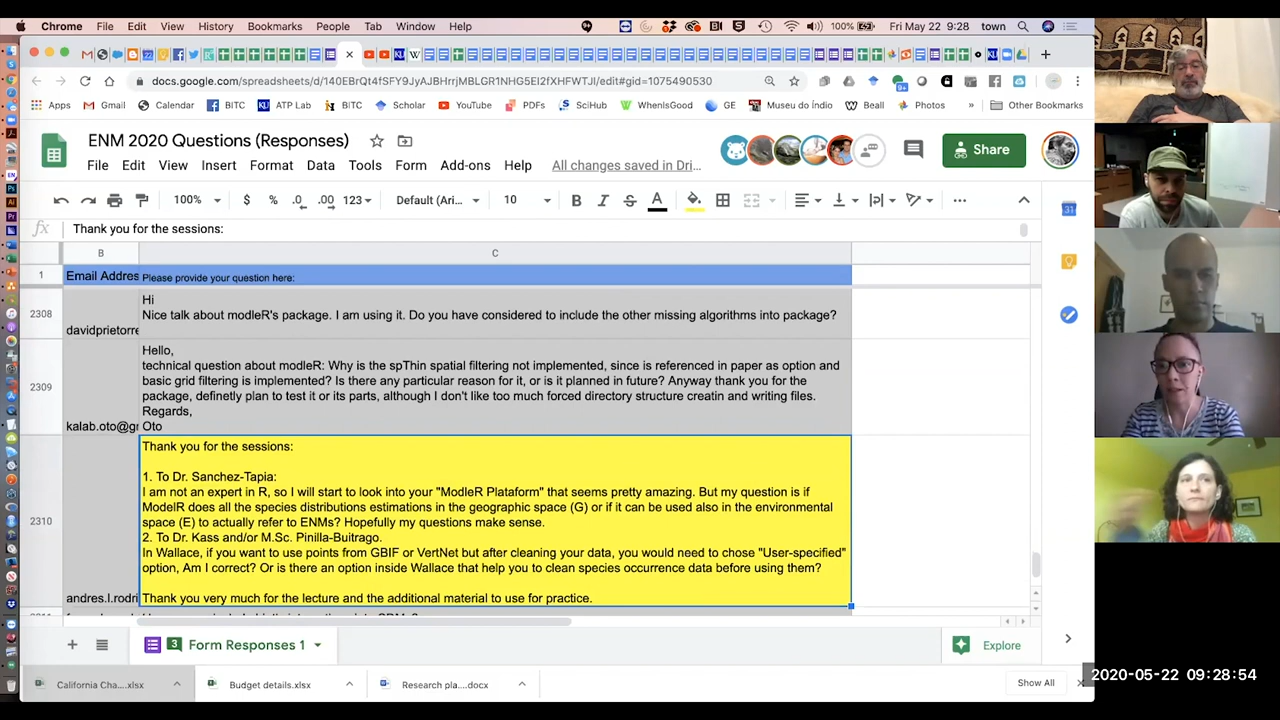 Chrome File Edit View History Bookmarks People Tab Window Help 100% Fri May 22 9:28 town
docs.google.com/spreadsheets/d/140EBrQt4fSFY9JyAJBHrrjMBLGR1NHG5EI2fXHFWTJI/edit#gid=1075490530
Apps Gmail Calendar BITC ATP Lab BITC Scholar YouTube PDFs SciHub WhenIsGood GE Museu do Índio Beall Photos » Other Bookmarks
ENM 2020 Questions (Responses)
Share
File Edit View Insert Format Data Tools Form Add-ons Help All changes saved in Dri...
100% $ % .0 .00 123 Default (Ari... 10 B I S A
fx Thank you for the sessions:
B C
1 Email Addres Please provide your question here:
Hi
Nice talk about modleR's package. I am using it. Do you have considered to include the other missing algorithms into package?
2308 davidprietorre
Hello,
technical question about modleR: Why is the spThin spatial filtering not implemented, since is referenced in paper as option and
basic grid filtering is implemented? Is there any particular reason for it, or is it planned in future? Anyway thank you for the
package, definetly plan to test it or its parts, although I don't like too much forced directory structure creatin and writing files.
Regards,
2309 kalab.oto@gr Oto
Thank you for the sessions:
1. To Dr. Sanchez-Tapia:
I am not an expert in R, so I will start to look into your "ModleR Plataform" that seems pretty amazing. But my question is if
ModelR does all the species distributions estimations in the geographic space (G) or if it can be used also in the environmental
space (E) to actually refer to ENMs? Hopefully my questions make sense.
2. To Dr. Kass and/or M.Sc. Pinilla-Buitrago.
In Wallace, if you want to use points from GBIF or VertNet but after cleaning your data, you would need to chose "User-specified"
option, Am I correct? Or is there an option inside Wallace that help you to clean species occurrence data before using them?
2310 andres.l.rodri Thank you very much for the lecture and the additional material to use for practice.
3 Form Responses 1 Explore
California Cha....xlsx Budget details.xlsx Research pla....docx Show All
2020-05-22 09:28:54